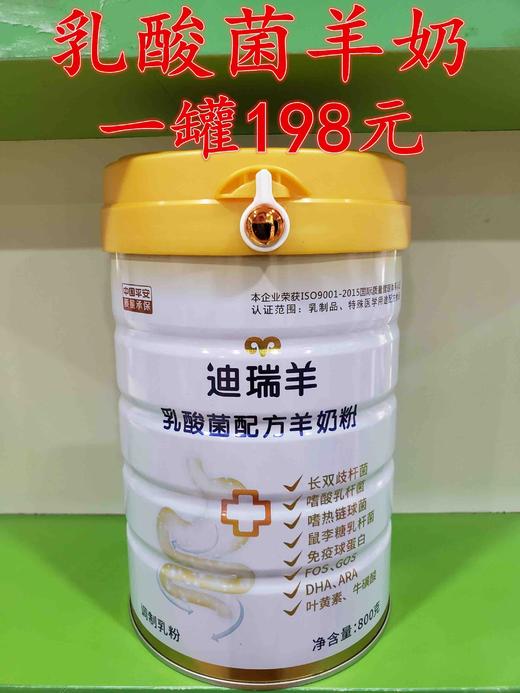 乳酸菌羊奶
一罐198元
中国平安
质量承保
本企业荣获ISO9001-2015国际质量管理体系认
认证范围：乳制品、特殊医学用途配方食
迪瑞羊
乳酸菌配方羊奶粉
长双歧杆菌
嗜酸乳杆菌
嗜热链球菌
鼠李糖乳杆菌
免疫球蛋白
FOS、GOS
DHA、ARA
叶黄素、牛磺酸
调制乳粉
净含量：800克